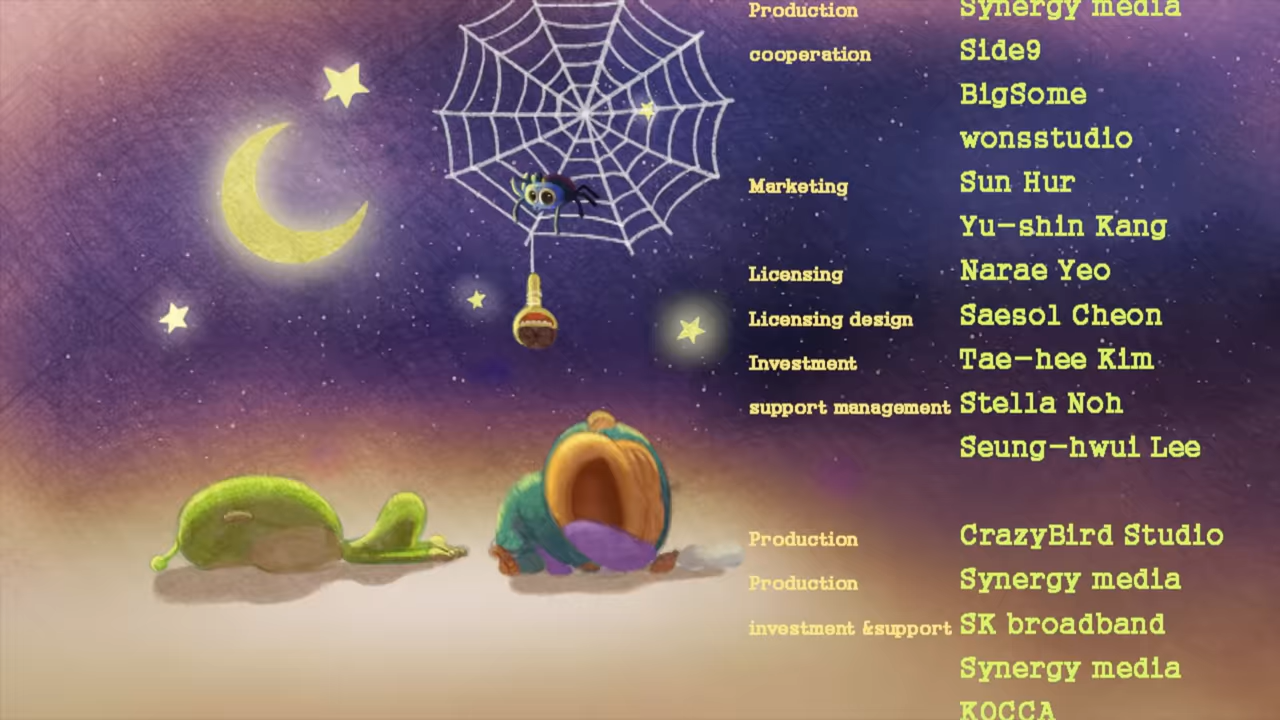 Production Synergy media
cooperation Side9
BigSome
wonsstudio
Marketing Sun Hur
Yu-shin Kang
Licensing Narae Yeo
Licensing design Saesol Cheon
Investment Tae-hee Kim
support management Stella Noh
Seung-hwui Lee
Production CrazyBird Studio
Production Synergy media
investment &support SK broadband
Synergy media
KOCCA